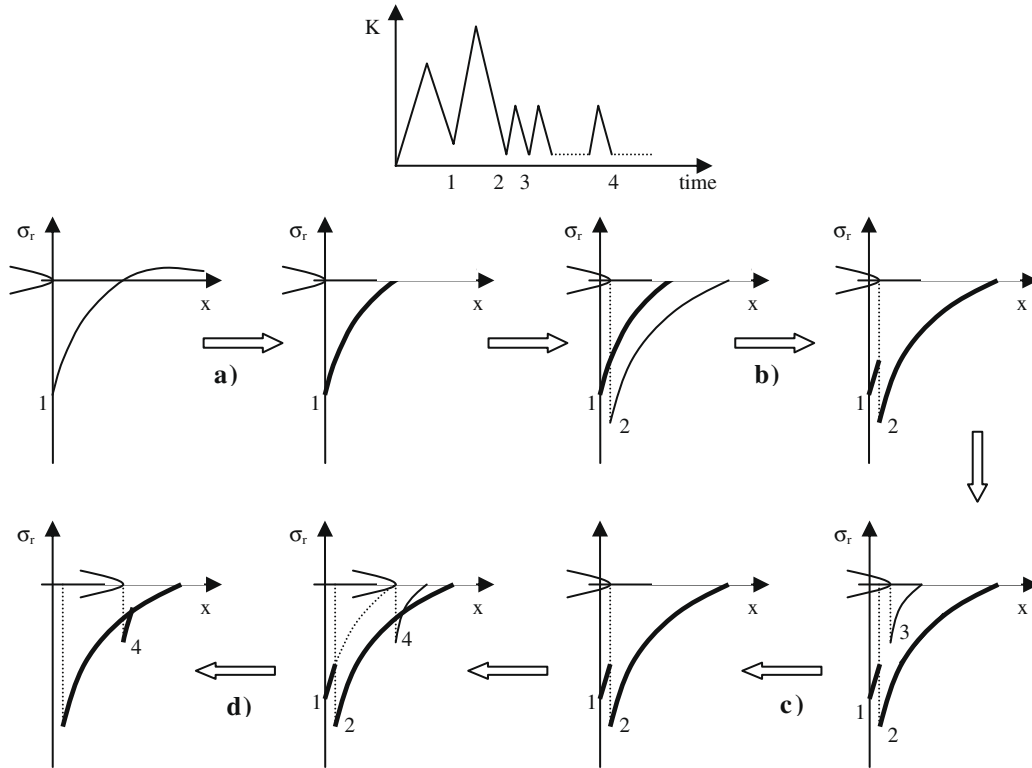 K
1 2 3 4 time
σr σr σr σr
x x x x
a) b)
1 1 1 2 1 2
σr σr σr σr
x x x x
4 4 3
1 2 1 2 1 2
d) c)